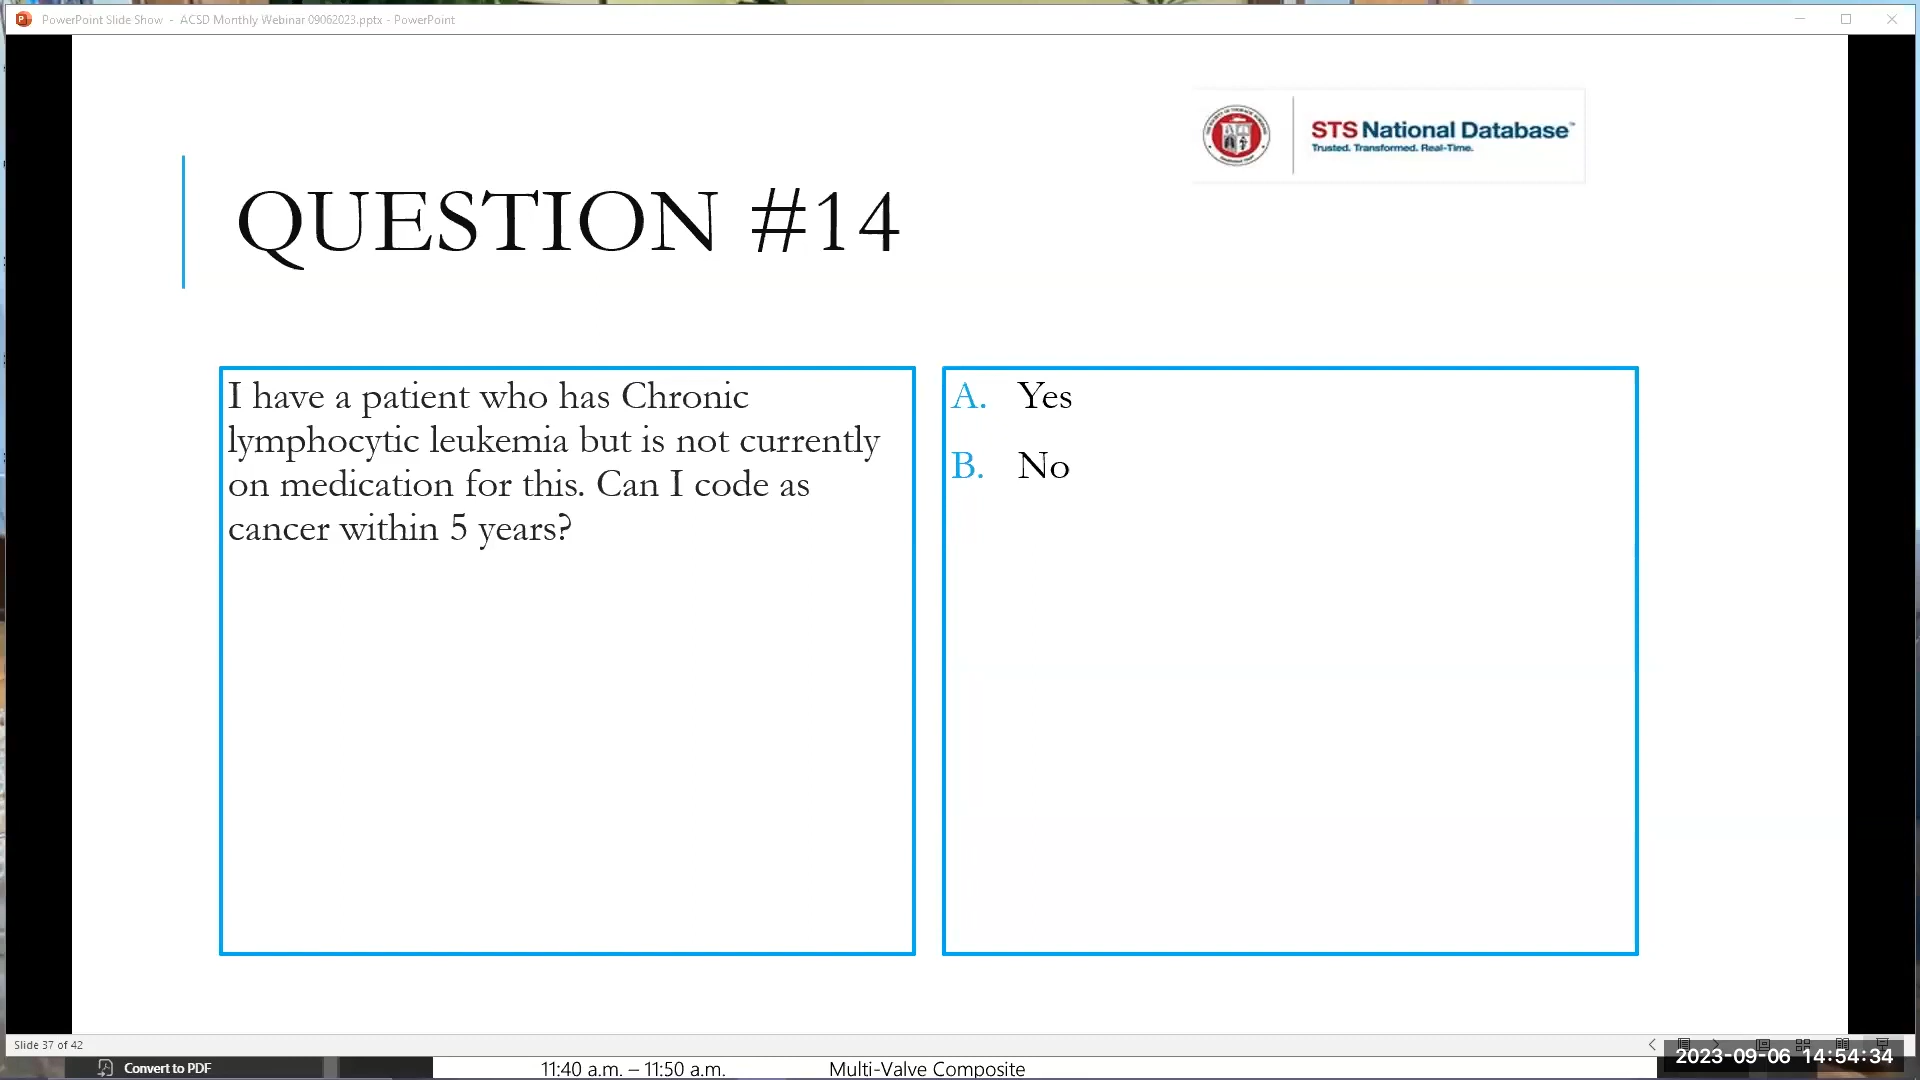 PowerPoint Slide Show - ACSD Monthly Webinar 09062023.pptx - PowerPoint
STS National Database™
Trusted. Transformed. Real-Time.
QUESTION #14
I have a patient who has Chronic
lymphocytic leukemia but is not currently
on medication for this. Can I code as
cancer within 5 years?
A. Yes
B. No
Slide 37 of 42
2023-09-06 14:54:34
Convert to PDF
11:40 a.m. – 11:50 a.m. Multi-Valve Composite